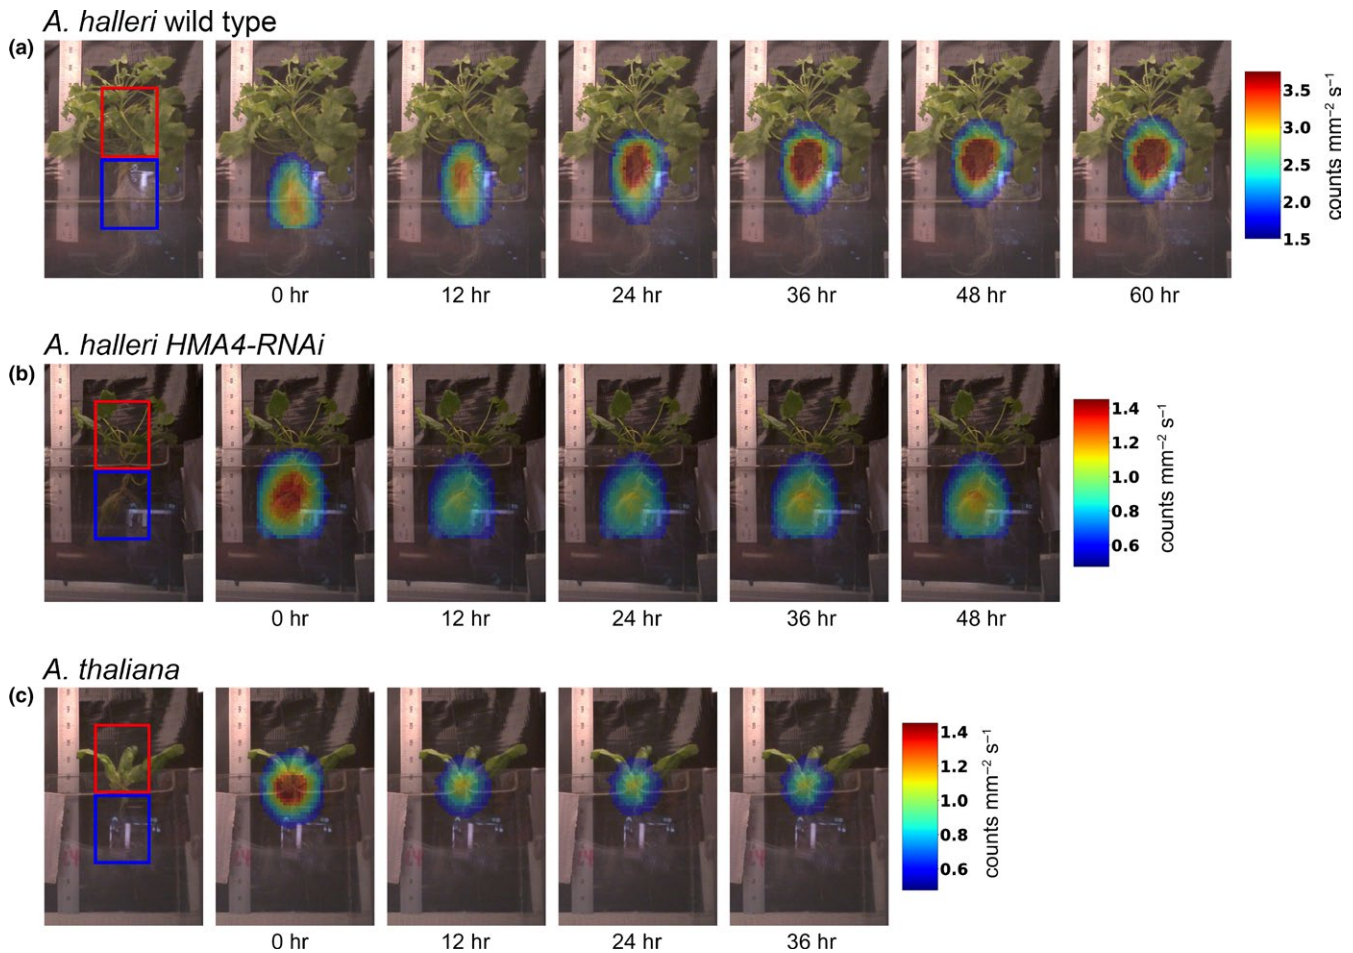 A. halleri wild type
(a)
3.5
3.0
2.5
2.0
1.5
counts mm⁻² s⁻¹
0 hr
12 hr
24 hr
36 hr
48 hr
60 hr
A. halleri HMA4-RNAi
(b)
1.4
1.2
1.0
0.8
0.6
counts mm⁻² s⁻¹
0 hr
12 hr
24 hr
36 hr
48 hr
A. thaliana
(c)
1.4
1.2
1.0
0.8
0.6
counts mm⁻² s⁻¹
0 hr
12 hr
24 hr
36 hr